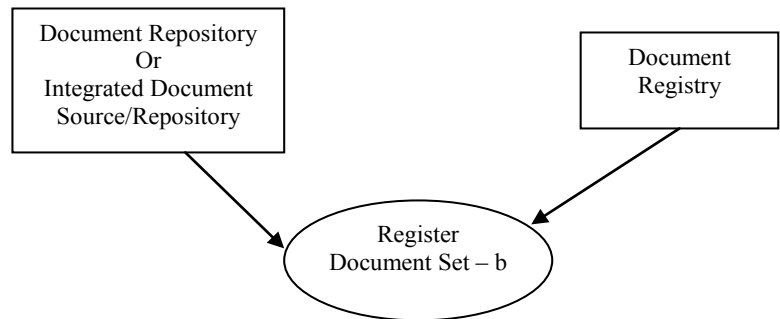 Document Repository
Or
Integrated Document
Source/Repository
Document
Registry
Register
Document Set – b